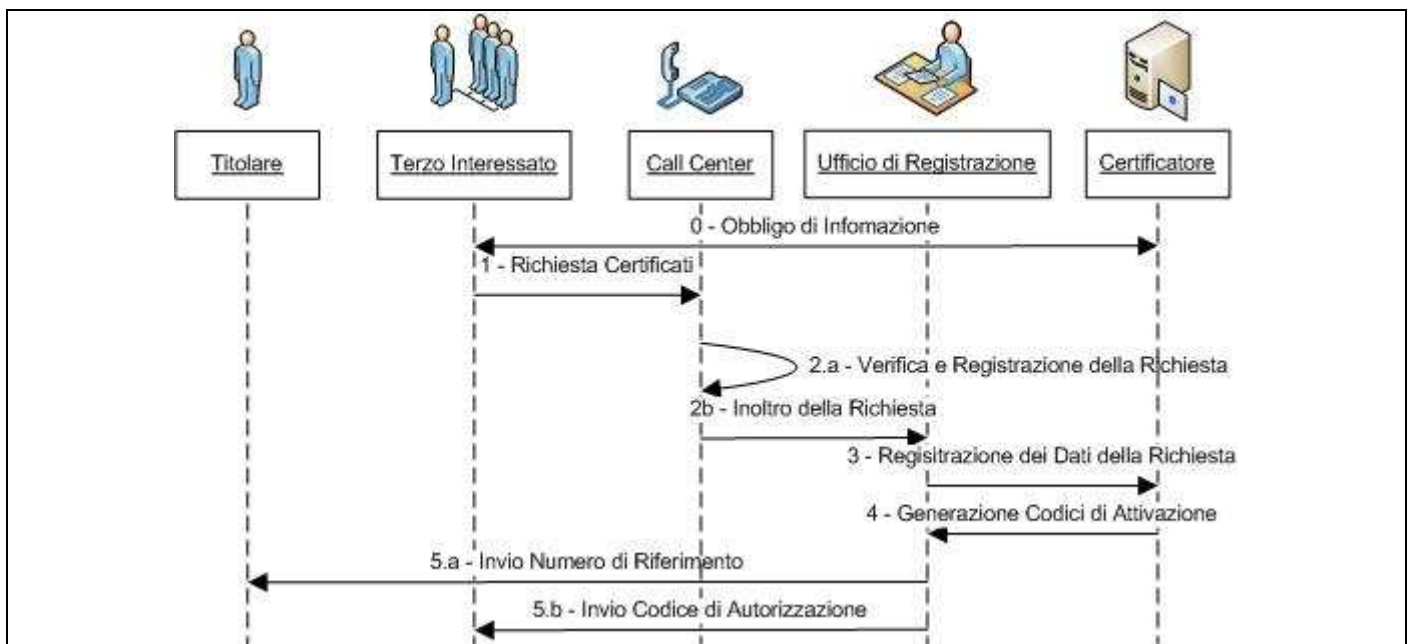 Titolare
Terzo Interessato
Call Center
Ufficio di Registrazione
Certificatore
0 - Obbligo di Infomazione
1 - Richiesta Certificati
2.a - Verifica e Registrazione della Richiesta
2b - Inoltro della Richiesta
3 - Regisitrazione dei Dati della Richiesta
4 - Generazione Codici di Attivazione
5.a - Invio Numero di Riferimento
5.b - Invio Codice di Autorizzazione